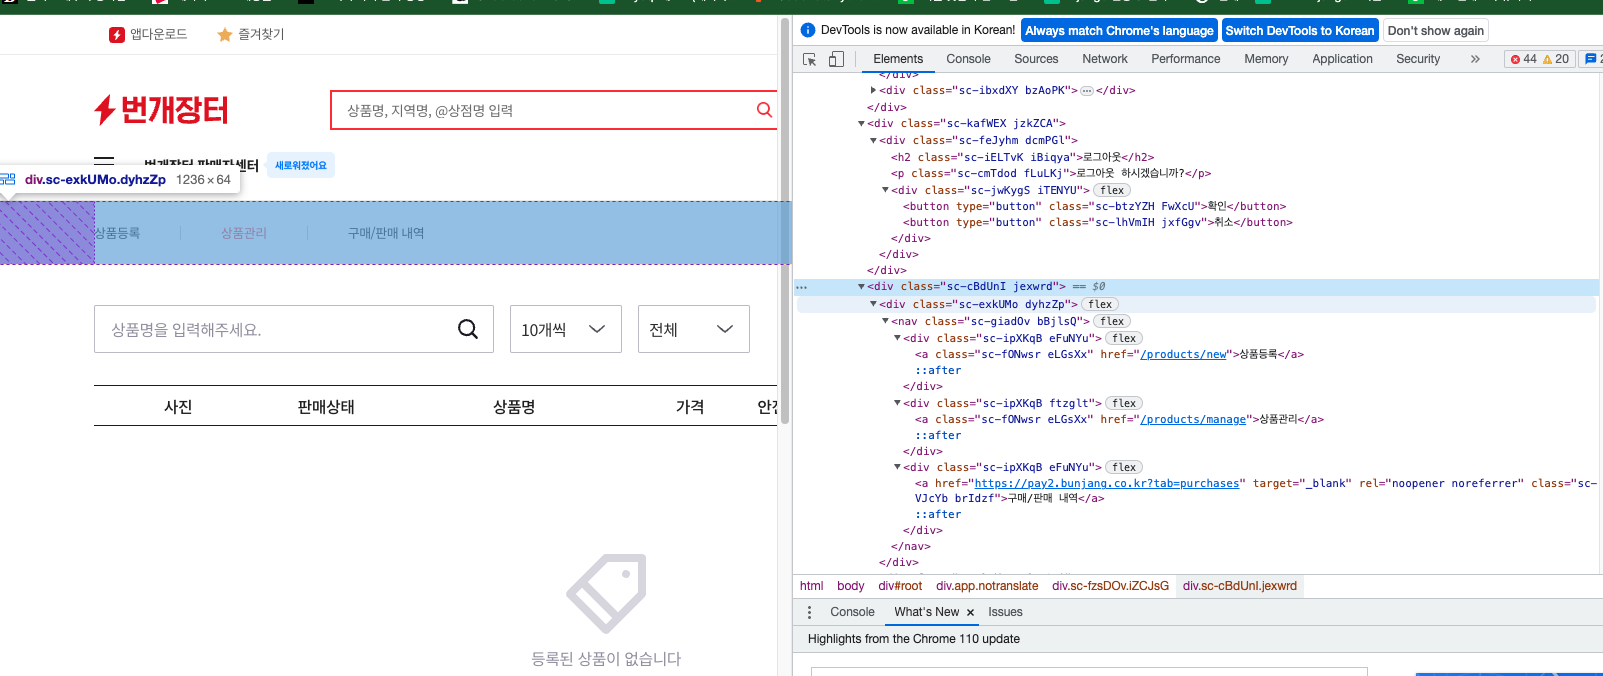 앱다운로드 즐겨찾기
번개장터
상품명, 지역명, @상점명 입력
번개장터 판매자센터 새로워졌어요
div.sc-exkUMo.dyhzZp 1236 × 64
상품등록 상품관리 구매/판매 내역
상품명을 입력해주세요. 10개씩 전체
사진 판매상태 상품명 가격
등록된 상품이 없습니다
DevTools is now available in Korean! Always match Chrome's language Switch DevTools to Korean Don't show again
Elements Console Sources Network Performance Memory Application Security » 44 20 2
</div>
<div class="sc-ibxdXY bzAoPK">…</div>
</div>
<div class="sc-kafWEX jzkZCA">
<div class="sc-feJyhm dcmPGl">
<h2 class="sc-iELTvK iBiqya">로그아웃</h2>
<p class="sc-cmTdod fLuLKj">로그아웃 하시겠습니까?</p>
<div class="sc-jwKygS iTENYU"> flex
<button type="button" class="sc-btzYZH FwXcU">확인</button>
<button type="button" class="sc-lhVmIH jxfGgv">취소</button>
</div>
</div>
</div>
… <div class="sc-cBdUnI jexwrd"> == $0
<div class="sc-exkUMo dyhzZp"> flex
<nav class="sc-giadOv bBjlsQ"> flex
<div class="sc-ipXKqB eFuNYu"> flex
<a class="sc-fONwsr eLGsXx" href="/products/new">상품등록</a>
::after
</div>
<div class="sc-ipXKqB ftzglt"> flex
<a class="sc-fONwsr eLGsXx" href="/products/manage">상품관리</a>
::after
</div>
<div class="sc-ipXKqB eFuNYu"> flex
<a href="https://pay2.bunjang.co.kr?tab=purchases" target="_blank" rel="noopener noreferrer" class="sc-
VJcYb brIdzf">구매/판매 내역</a>
::after
</div>
</nav>
</div>
html body div#root div.app.notranslate div.sc-fzsDOv.iZCJsG div.sc-cBdUnI.jexwrd
Console What's New × Issues
Highlights from the Chrome 110 update